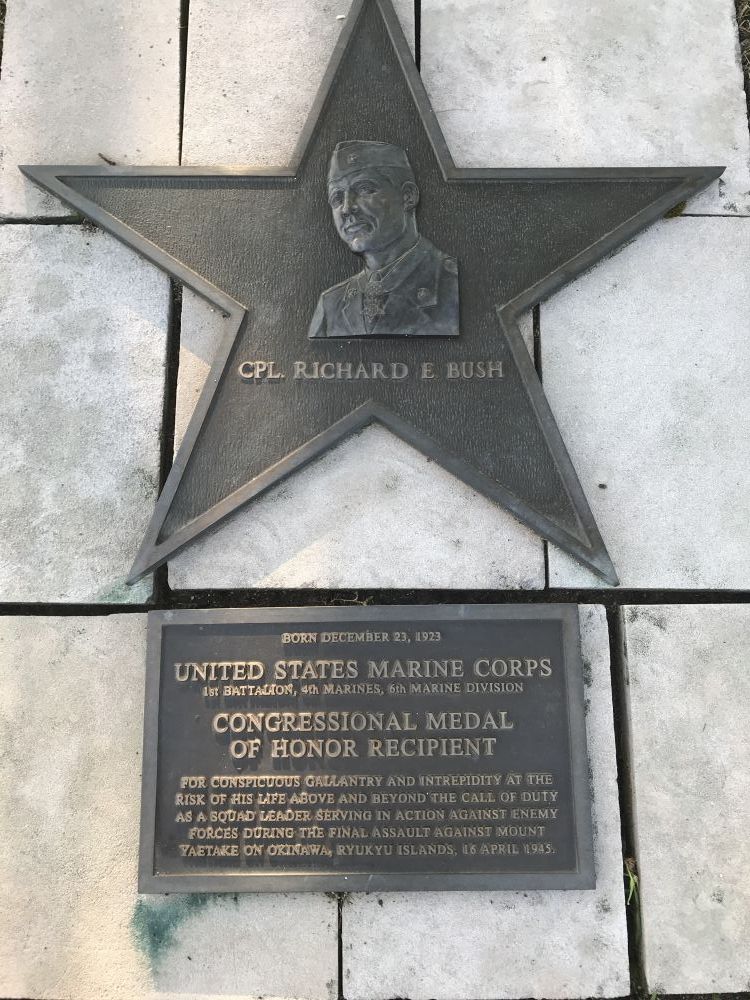 CPL. RICHARD E BUSH
BORN DECEMBER 23, 1923
UNITED STATES MARINE CORPS
1st BATTALION, 4th MARINES, 6th MARINE DIVISION
CONGRESSIONAL MEDAL
OF HONOR RECIPIENT
FOR CONSPICUOUS GALLANTRY AND INTREPIDITY AT THE
RISK OF HIS LIFE ABOVE AND BEYOND THE CALL OF DUTY
AS A SQUAD LEADER SERVING IN ACTION AGAINST ENEMY
FORCES DURING THE FINAL ASSAULT AGAINST MOUNT
YAETAKE ON OKINAWA, RYUKYU ISLANDS, 16 APRIL 1945.